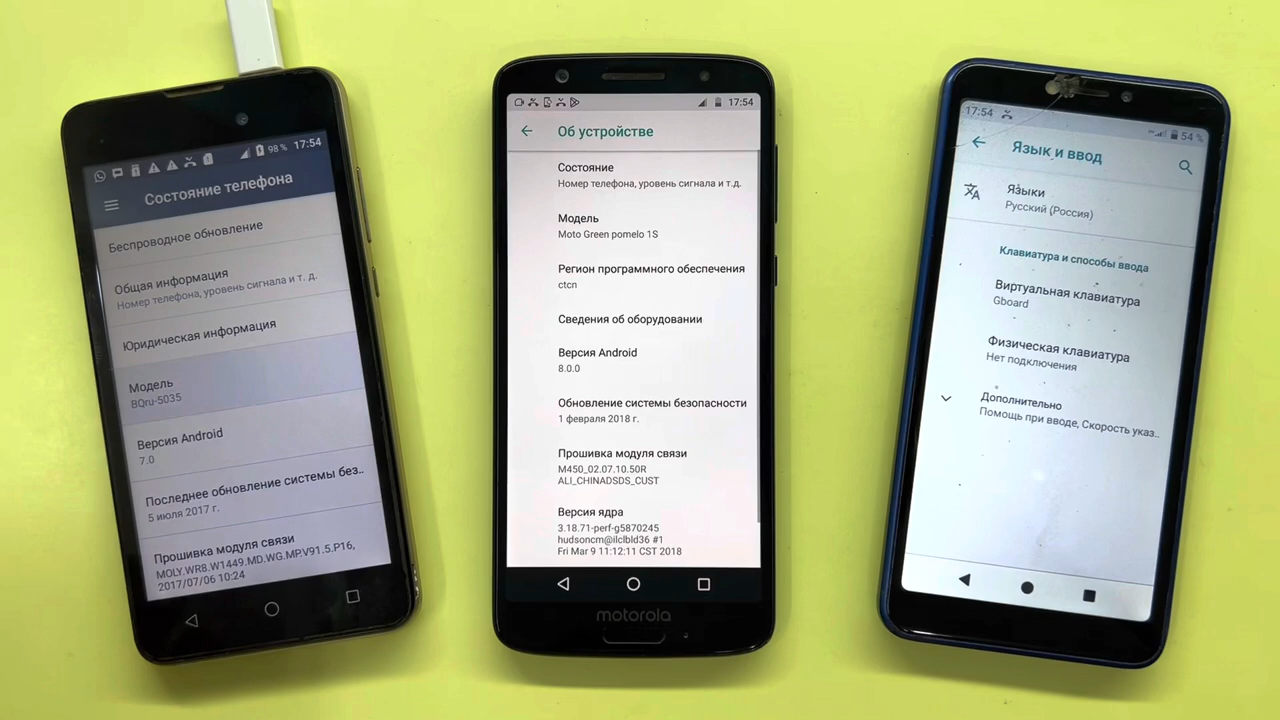 98 % 17:54
Состояние телефона
Беспроводное обновление
Общая информация
Номер телефона, уровень сигнала и т. д.
Юридическая информация
Модель
BQru-5035
Версия Android
7.0
Последнее обновление системы без..
5 июля 2017 г.
Прошивка модуля связи
MOLY.WR8.W1449.MD.WG.MP.V91.5.P16,
2017/07/06 10:24
17:54
Об устройстве
Состояние
Номер телефона, уровень сигнала и т.д.
Модель
Moto Green pomelo 1S
Регион программного обеспечения
ctcn
Сведения об оборудовании
Версия Android
8.0.0
Обновление системы безопасности
1 февраля 2018 г.
Прошивка модуля связи
M450_02.07.10.50R
ALI_CHINADSDS_CUST
Версия ядра
3.18.71-perf-g5870245
hudsoncm@ilclbld36 #1
Fri Mar 9 11:12:11 CST 2018
motorola
17:54 54 %
Язык и ввод
Языки
Русский (Россия)
Клавиатура и способы ввода
Виртуальная клавиатура
Gboard
Физическая клавиатура
Нет подключения
Дополнительно
Помощь при вводе, Скорость указ..